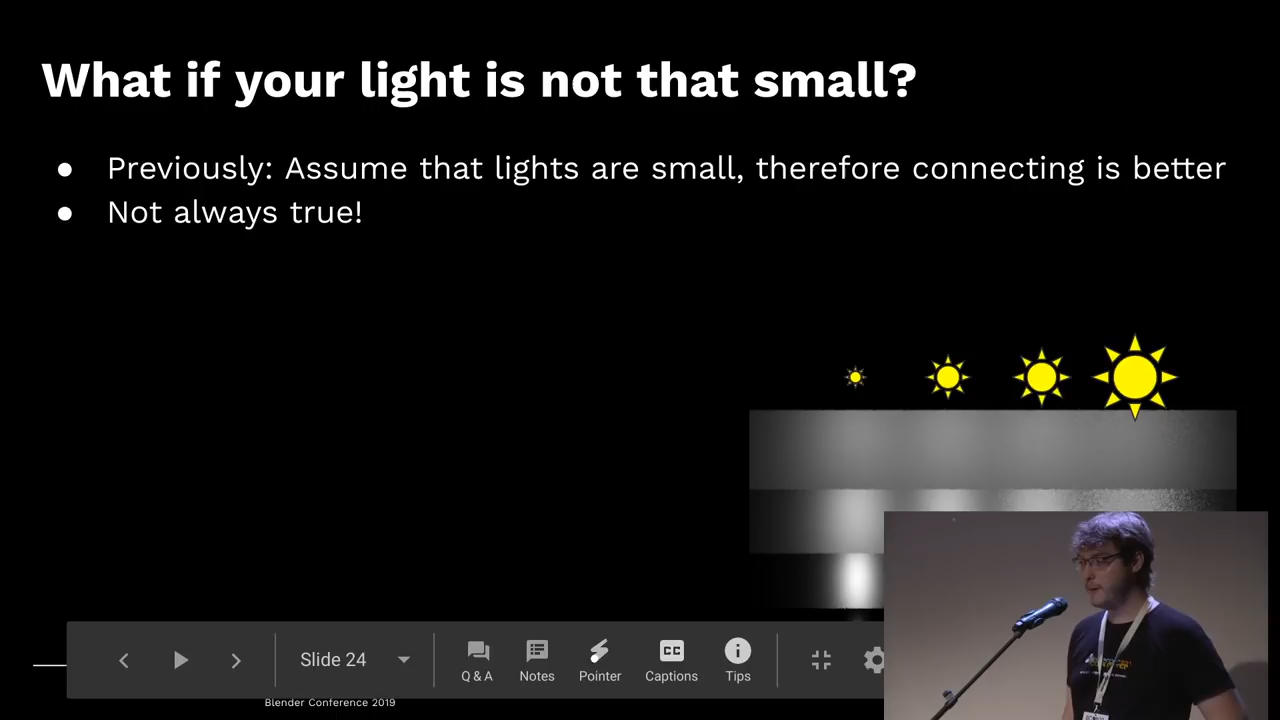 What if your light is not that small?
● Previously: Assume that lights are small, therefore connecting is better
● Not always true!
Slide 24
Q & A
Notes
Pointer
CC
Captions
Tips
Blender Conference 2019